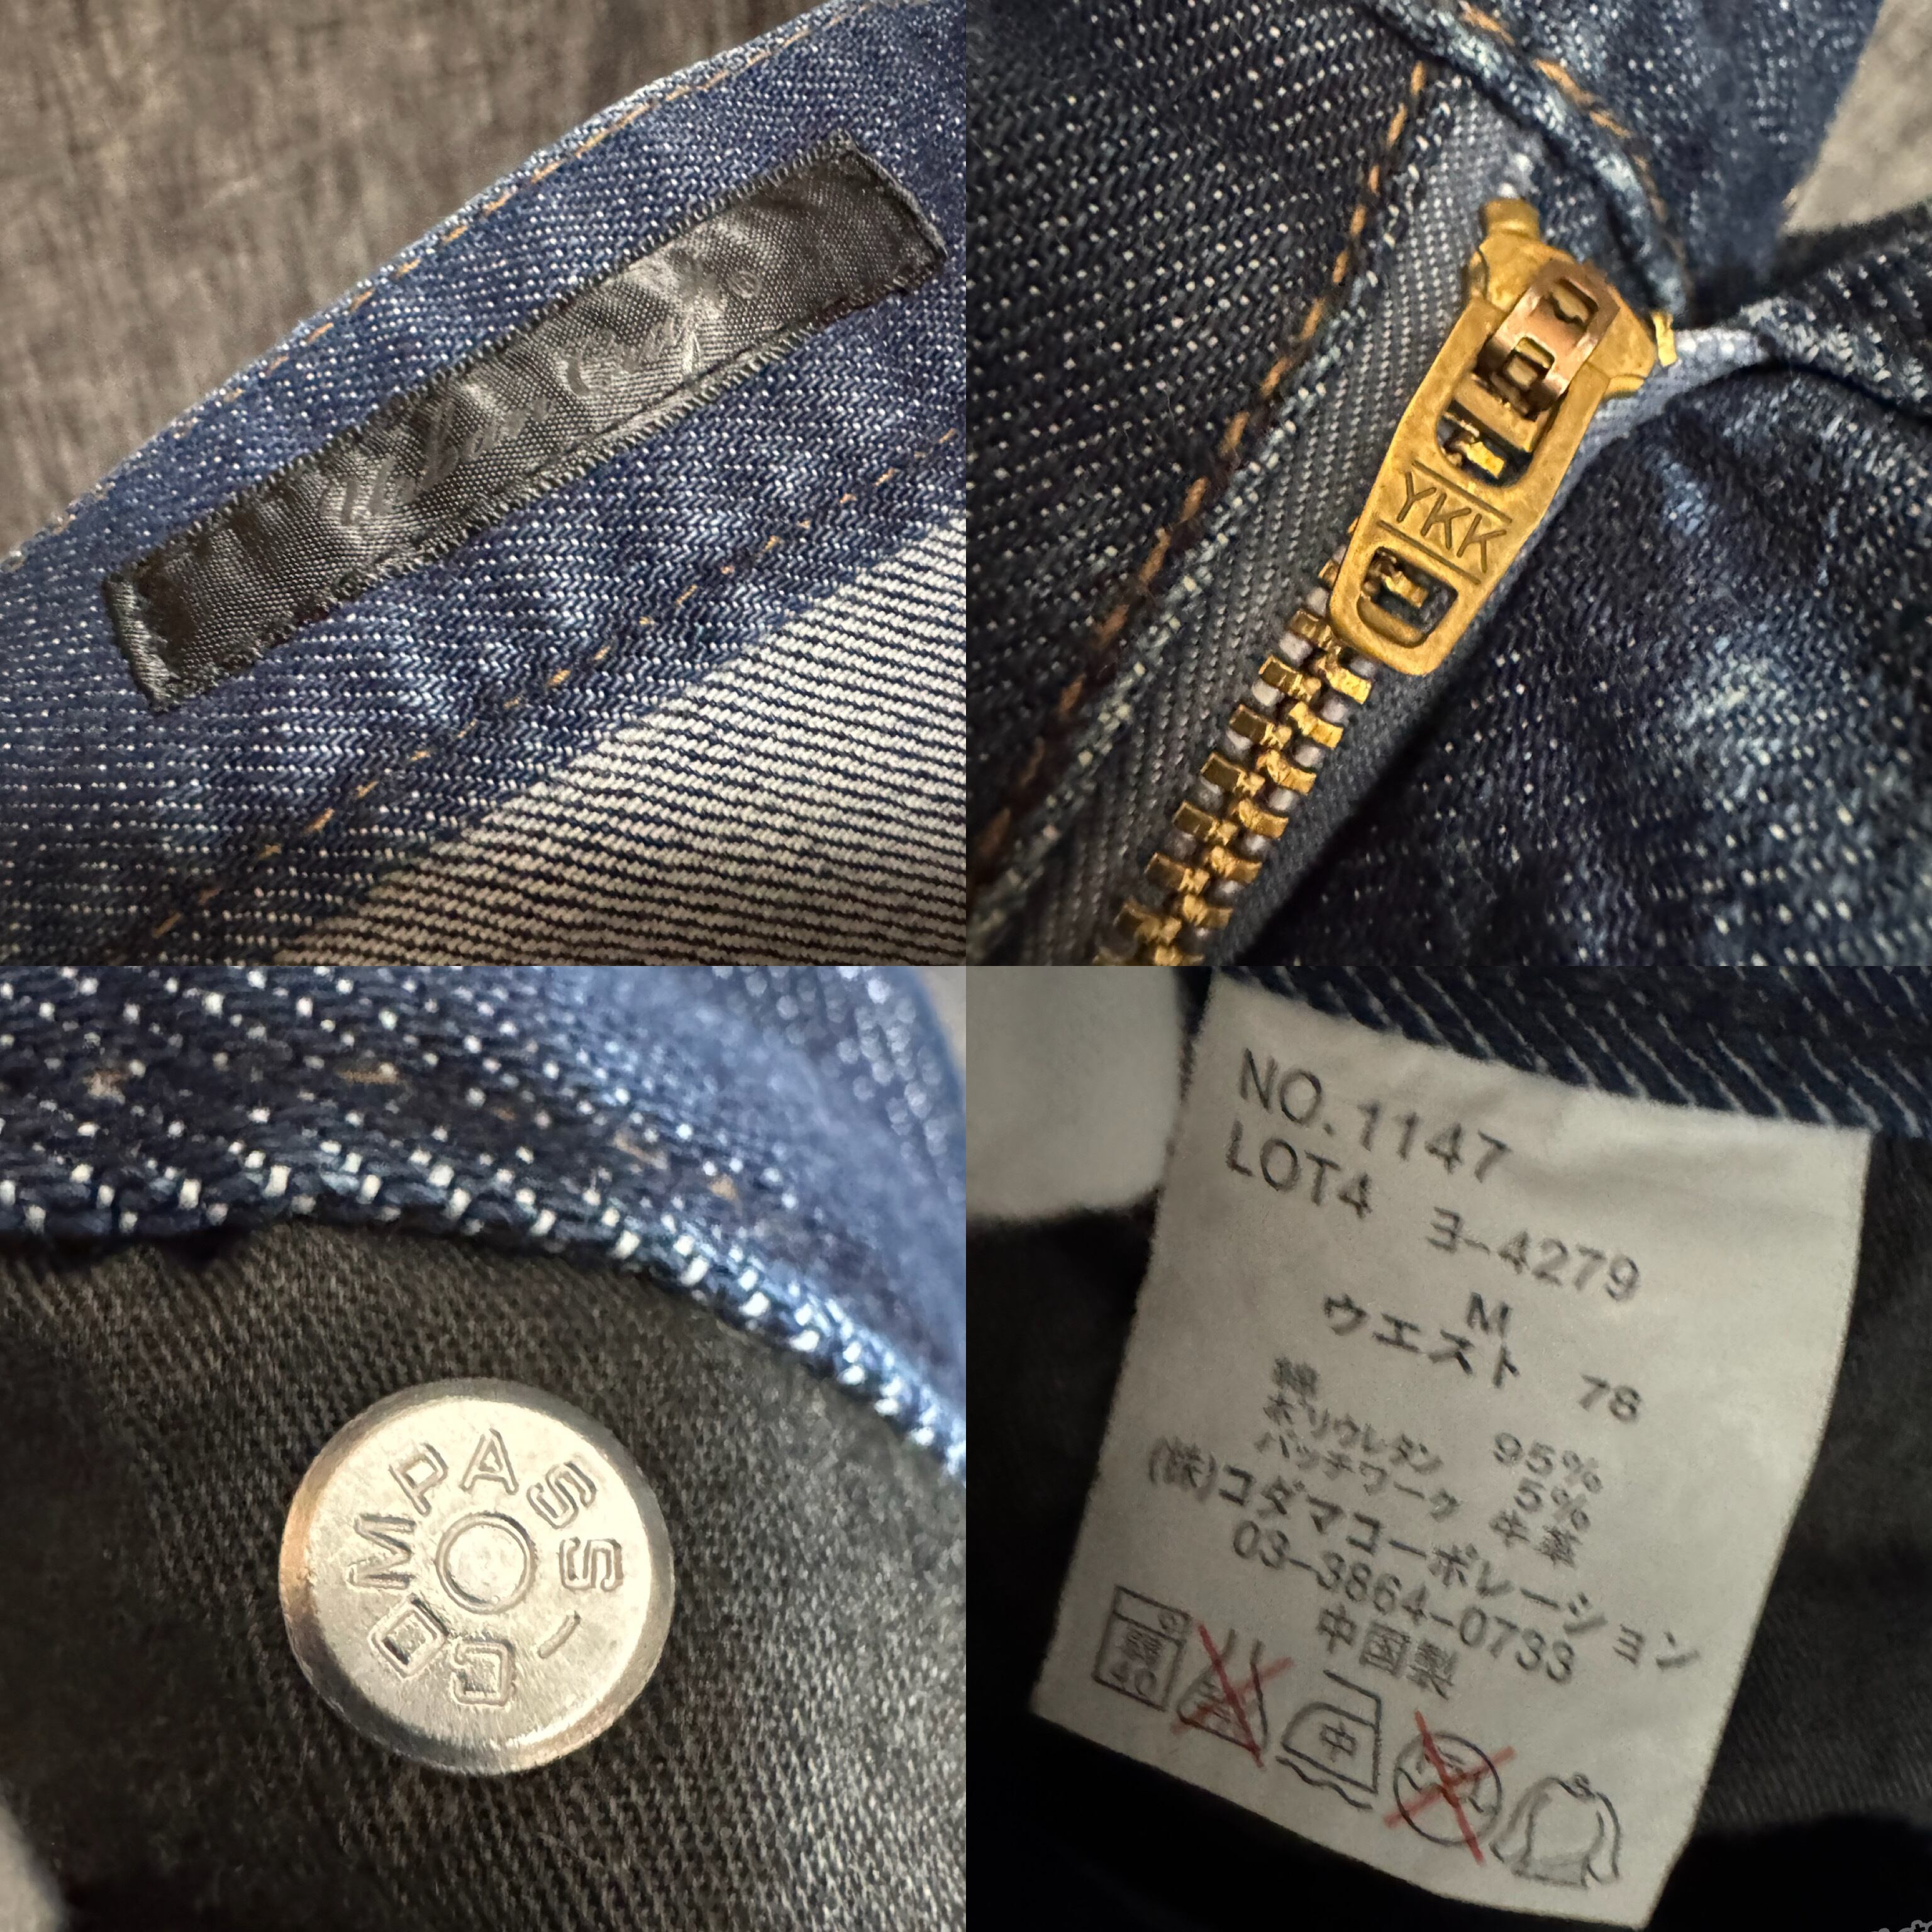 YKK
COMPASS-
NO.1147
LOT4 ヨ-4279
M
ウエスト 78
綿 95%
ポリウレタン 5%
パッチワーク 牛革
(株)コダマコーポレーション
03-3864-0733
中国製
40
中